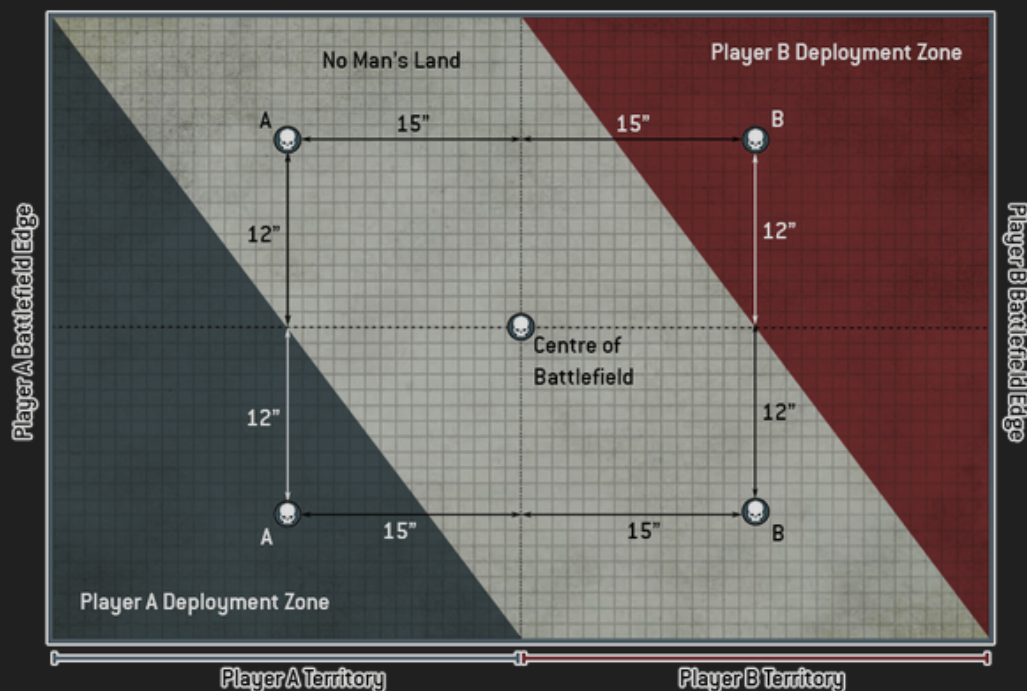 No Man's Land
Player B Deployment Zone
A
15"
15"
B
12"
12"
Player A Battlefield Edge
Player B Battlefield Edge
Centre of
Battlefield
12"
12"
A
15"
15"
B
Player A Deployment Zone
Player A Territory
Player B Territory